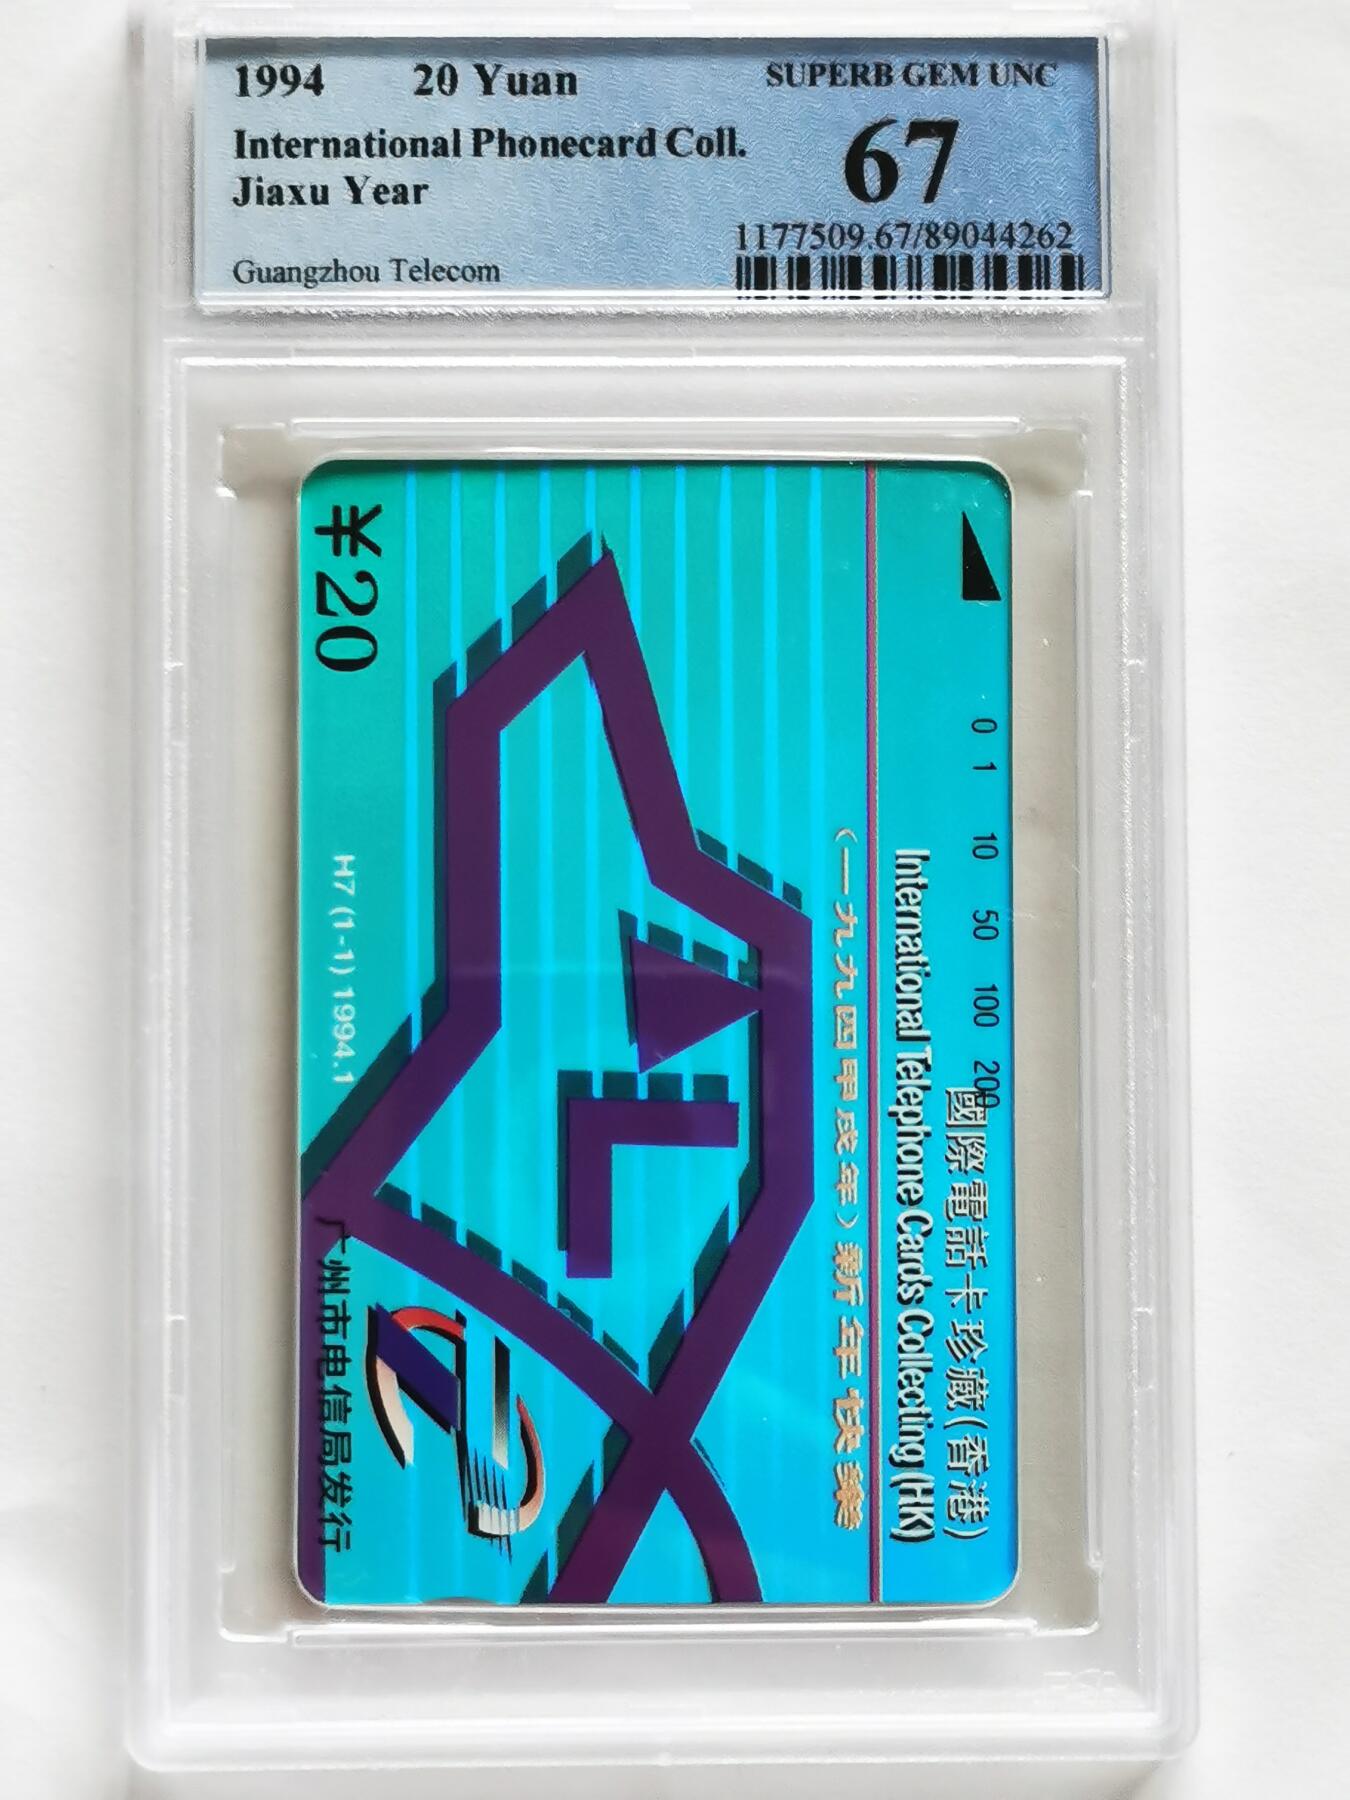 1994 20 Yuan
SUPERB GEM UNC
International Phonecard Coll.
67
Jiaxu Year
1177509.67/89044262
Guangzhou Telecom
0 1 10 50 100 200
國際電話卡珍藏(香港)
International Telephone Cards Collecting (HK)
(一九九四甲戌年)新年快樂
¥20
H7 (1-1) 1994.1
广州市电信局发行